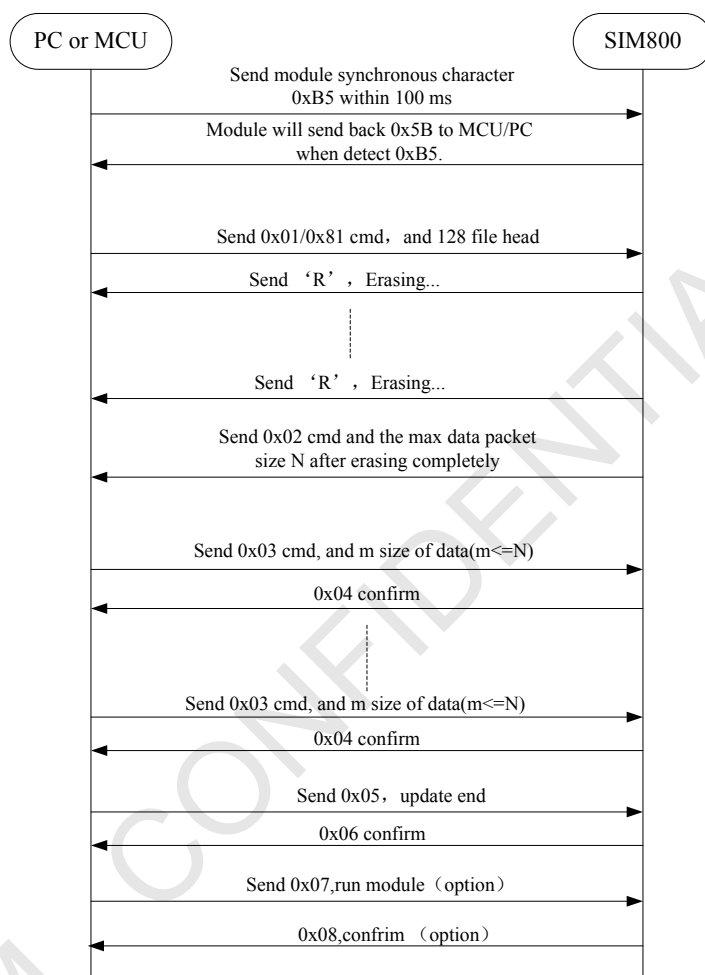 PC or MCU
SIM800
Send module synchronous character
0xB5 within 100 ms
Module will send back 0x5B to MCU/PC
when detect 0xB5.
Send 0x01/0x81 cmd，and 128 file head
Send ‘R’，Erasing...
Send ‘R’，Erasing...
Send 0x02 cmd and the max data packet
size N after erasing completely
Send 0x03 cmd, and m size of data(m<=N)
0x04 confirm
Send 0x03 cmd, and m size of data(m<=N)
0x04 confirm
Send 0x05，update end
0x06 confirm
Send 0x07,run module（option）
0x08,confrim （option）
CONFIDENTIA